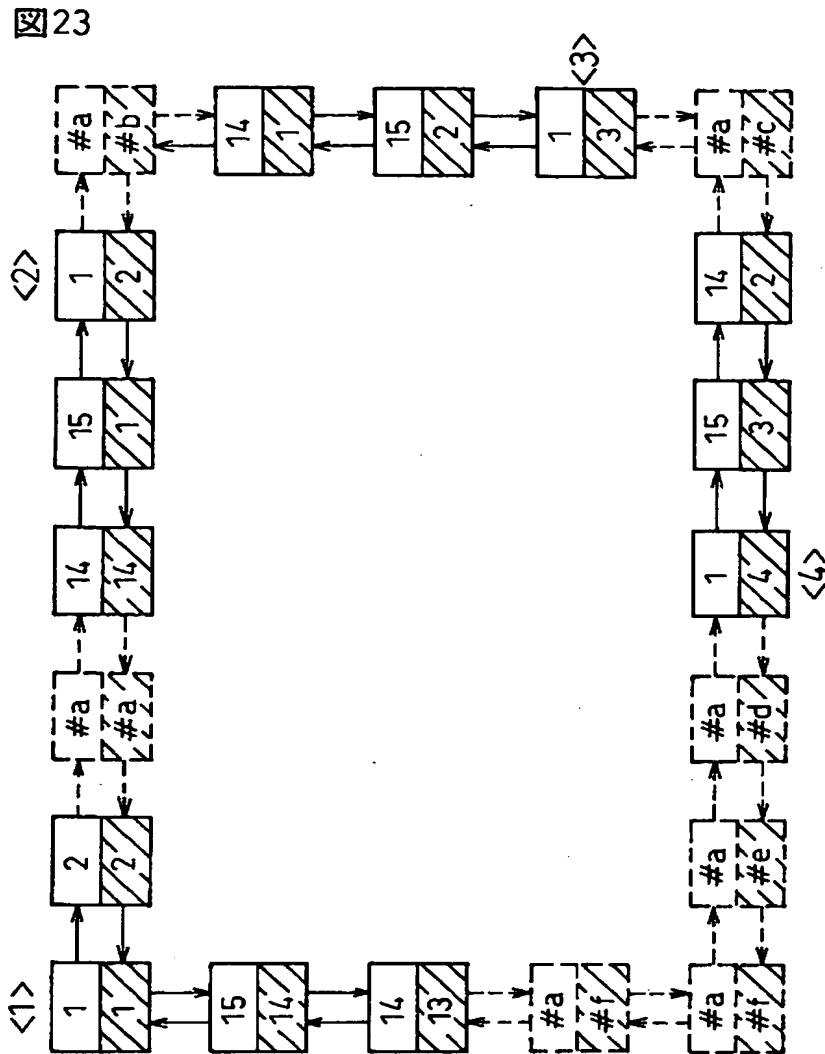 図23
<1> <2>
1 2 #a 14 15 1 #a
1 2 #a 14 1 2 #b
15 14
14 1
14 15
13 2
<3>
#a 1
#f 3
#a #a #a 1 15 14 #a
#f #e #d 4 3 2 #c
<4>